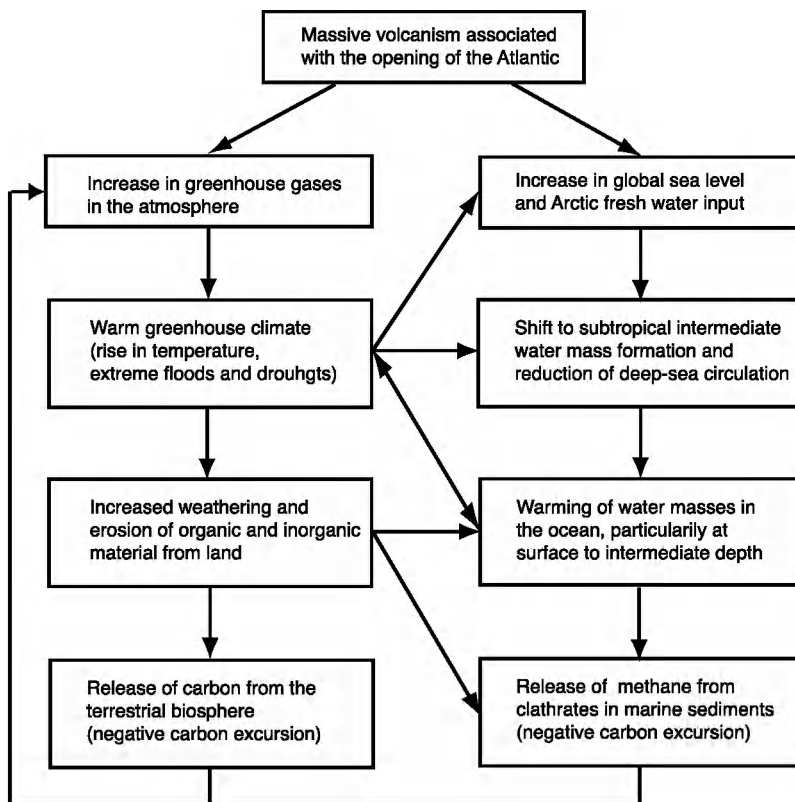 Massive volcanism associated
with the opening of the Atlantic
Increase in greenhouse gases
in the atmosphere
Increase in global sea level
and Arctic fresh water input
Warm greenhouse climate
(rise in temperature,
extreme floods and drouhgts)
Shift to subtropical intermediate
water mass formation and
reduction of deep-sea circulation
Increased weathering and
erosion of organic and inorganic
material from land
Warming of water masses in
the ocean, particularily at
surface to intermediate depth
Release of carbon from the
terrestrial biosphere
(negative carbon excursion)
Release of methane from
clathrates in marine sediments
(negative carbon excursion)